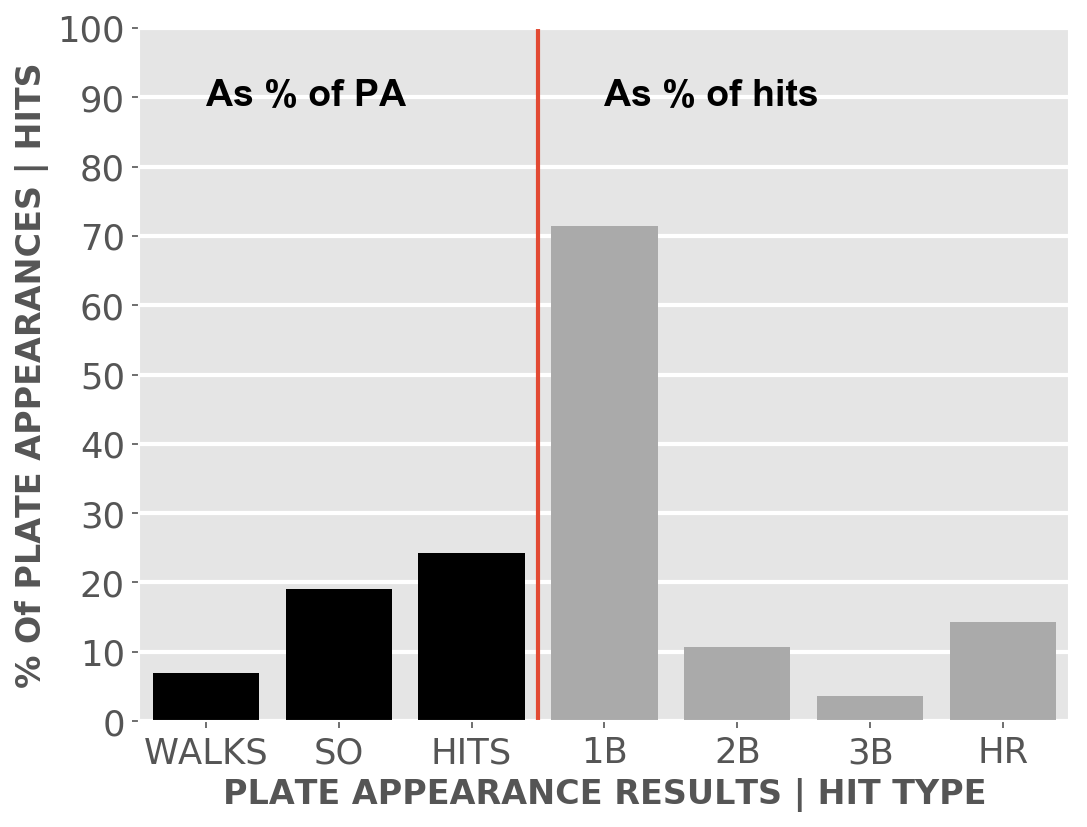 % Of PLATE APPEARANCES | HITS
100
90
80
70
60
50
40
30
20
10
0
As % of PA
As % of hits
WALKS SO HITS 1B 2B 3B HR
PLATE APPEARANCE RESULTS | HIT TYPE